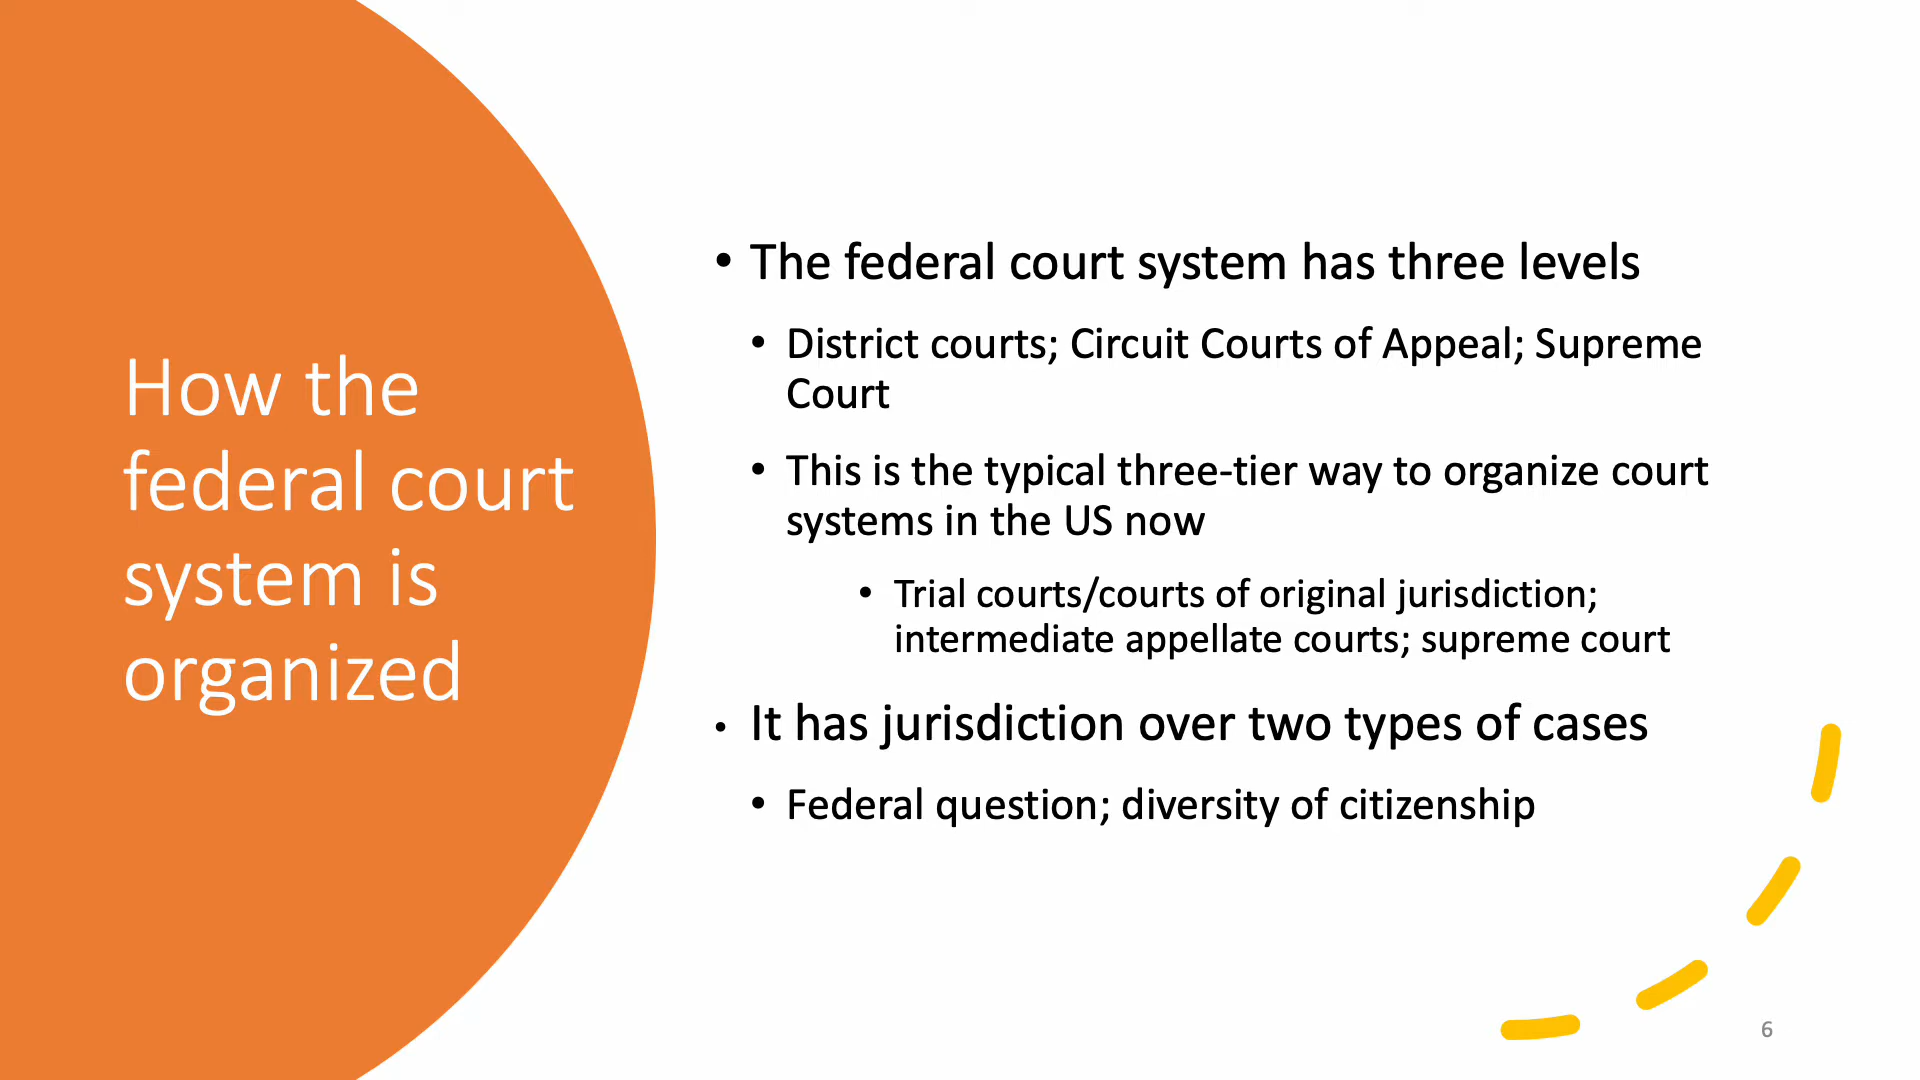 How the
federal court
system is
organized
• The federal court system has three levels
• District courts; Circuit Courts of Appeal; Supreme
Court
• This is the typical three-tier way to organize court
systems in the US now
• Trial courts/courts of original jurisdiction;
intermediate appellate courts; supreme court
• It has jurisdiction over two types of cases
• Federal question; diversity of citizenship
6